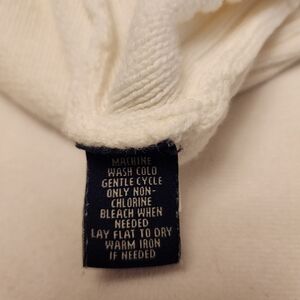 MACHINE
WASH COLD
GENTLE CYCLE
ONLY NON-
CHLORINE
BLEACH WHEN
NEEDED
LAY FLAT TO DRY
WARM IRON
IF NEEDED